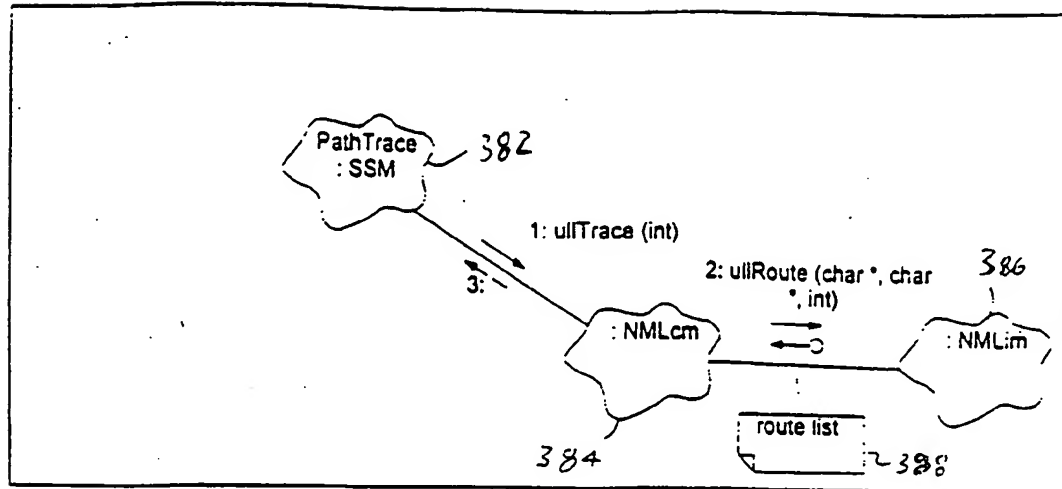 PathTrace
: SSM
382
1: ullTrace (int)
3:
2: ullRoute (char *, char
*, int)
386
: NMLcm
: NMLim
route list
384
388